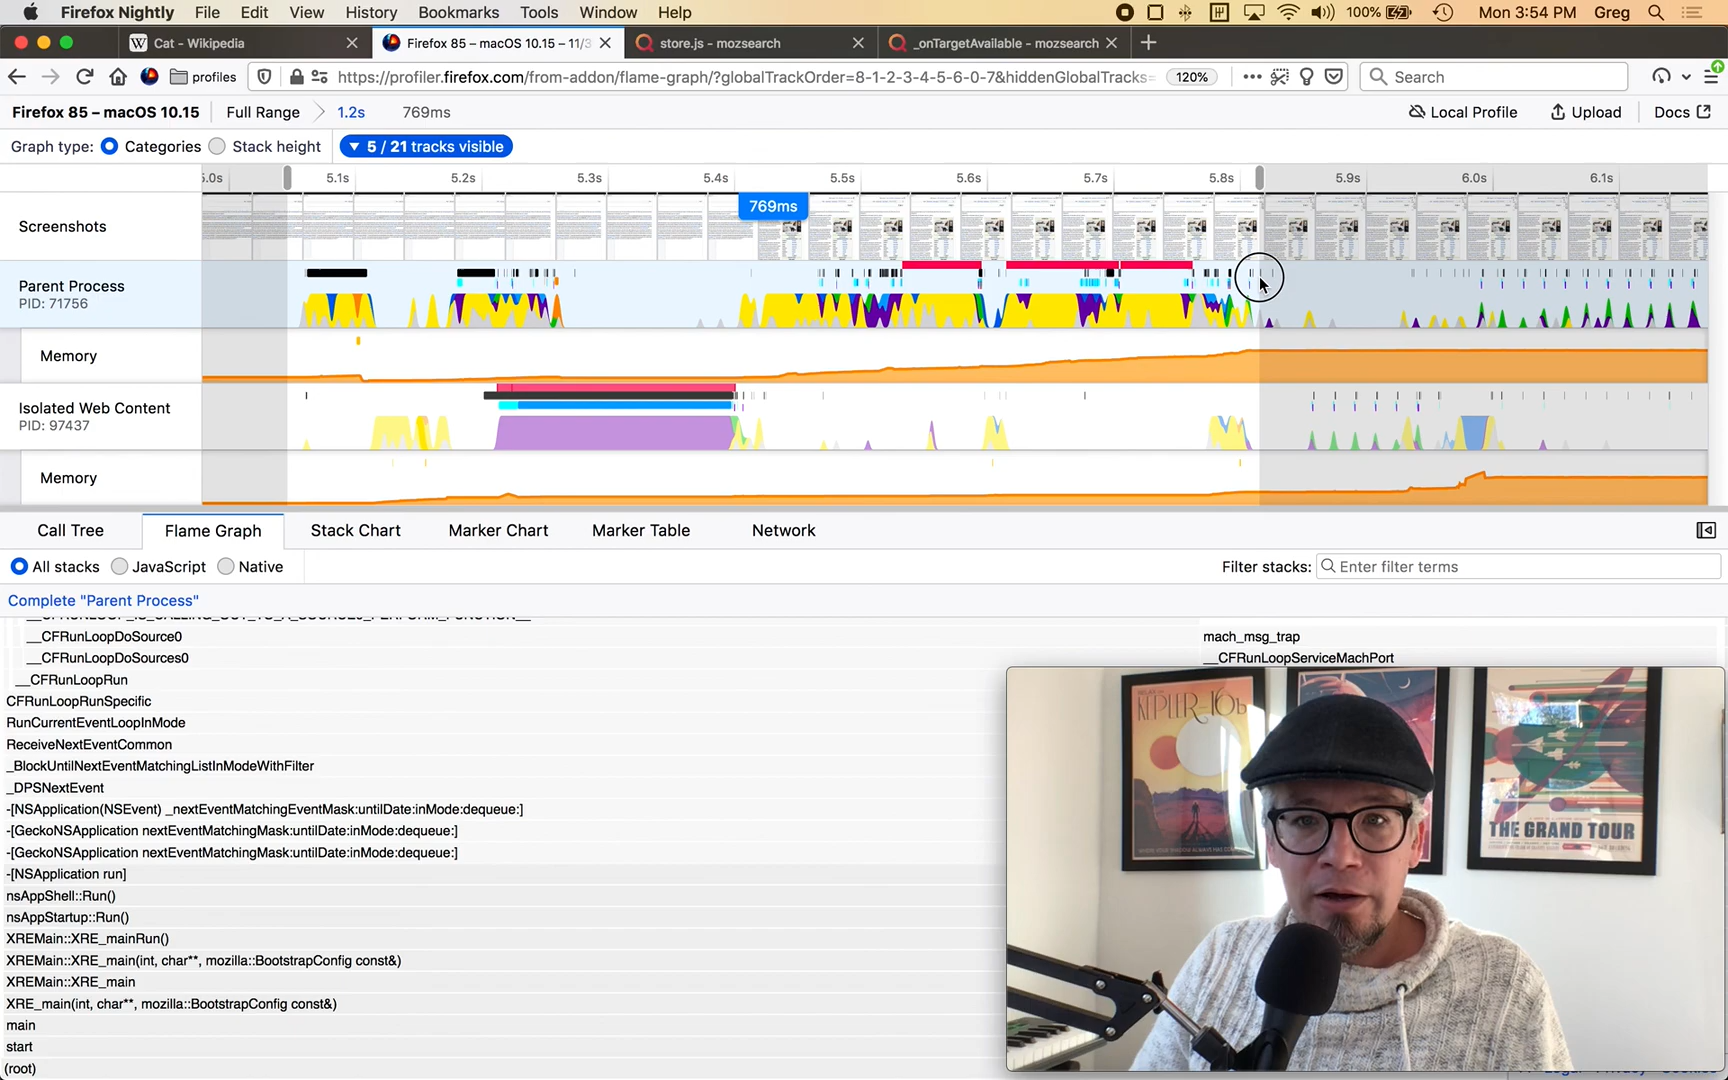 Firefox Nightly File Edit View History Bookmarks Tools Window Help 100% Mon 3:54 PM Greg
W Cat - Wikipedia Firefox 85 – macOS 10.15 – 11/3 store.js - mozsearch _onTargetAvailable - mozsearch
profiles https://profiler.firefox.com/from-addon/flame-graph/?globalTrackOrder=8-1-2-3-4-5-6-0-7&hiddenGlobalTracks= 120% Search
Firefox 85 – macOS 10.15 Full Range 1.2s 769ms Local Profile Upload Docs
Graph type: Categories Stack height 5 / 21 tracks visible
5.0s 5.1s 5.2s 5.3s 5.4s 5.5s 5.6s 5.7s 5.8s 5.9s 6.0s 6.1s
769ms
Screenshots
Parent Process
PID: 71756
Memory
Isolated Web Content
PID: 97437
Memory
Call Tree Flame Graph Stack Chart Marker Chart Marker Table Network
All stacks JavaScript Native Filter stacks: Enter filter terms
Complete "Parent Process"
__CFRUNLOOP_IS_CALLING_OUT_TO_A_SOURCE0_PERFORM_FUNCTION__
__CFRunLoopDoSource0 mach_msg_trap
__CFRunLoopDoSources0 __CFRunLoopServiceMachPort
__CFRunLoopRun
CFRunLoopRunSpecific
RunCurrentEventLoopInMode
ReceiveNextEventCommon
_BlockUntilNextEventMatchingListInModeWithFilter
_DPSNextEvent
-[NSApplication(NSEvent) _nextEventMatchingEventMask:untilDate:inMode:dequeue:]
-[GeckoNSApplication nextEventMatchingMask:untilDate:inMode:dequeue:]
-[GeckoNSApplication nextEventMatchingMask:untilDate:inMode:dequeue:]
-[NSApplication run]
nsAppShell::Run()
nsAppStartup::Run()
XREMain::XRE_mainRun()
XREMain::XRE_main(int, char**, mozilla::BootstrapConfig const&)
XREMain::XRE_main
XRE_main(int, char**, mozilla::BootstrapConfig const&)
main
start
(root)
KEPLER-16b
THE GRAND TOUR